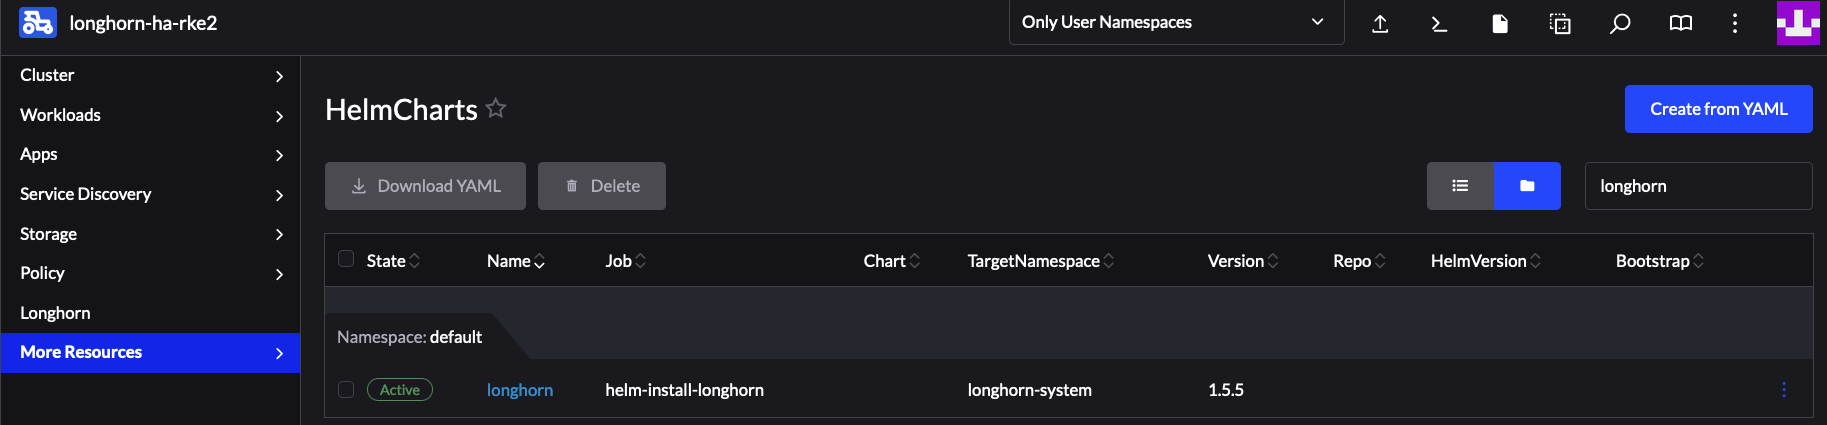 longhorn-ha-rke2
Only User Namespaces
Cluster
Workloads
Apps
Service Discovery
Storage
Policy
Longhorn
More Resources
HelmCharts
Create from YAML
Download YAML
Delete
longhorn
State Name Job Chart TargetNamespace Version Repo HelmVersion Bootstrap
Namespace: default
Active longhorn helm-install-longhorn longhorn-system 1.5.5